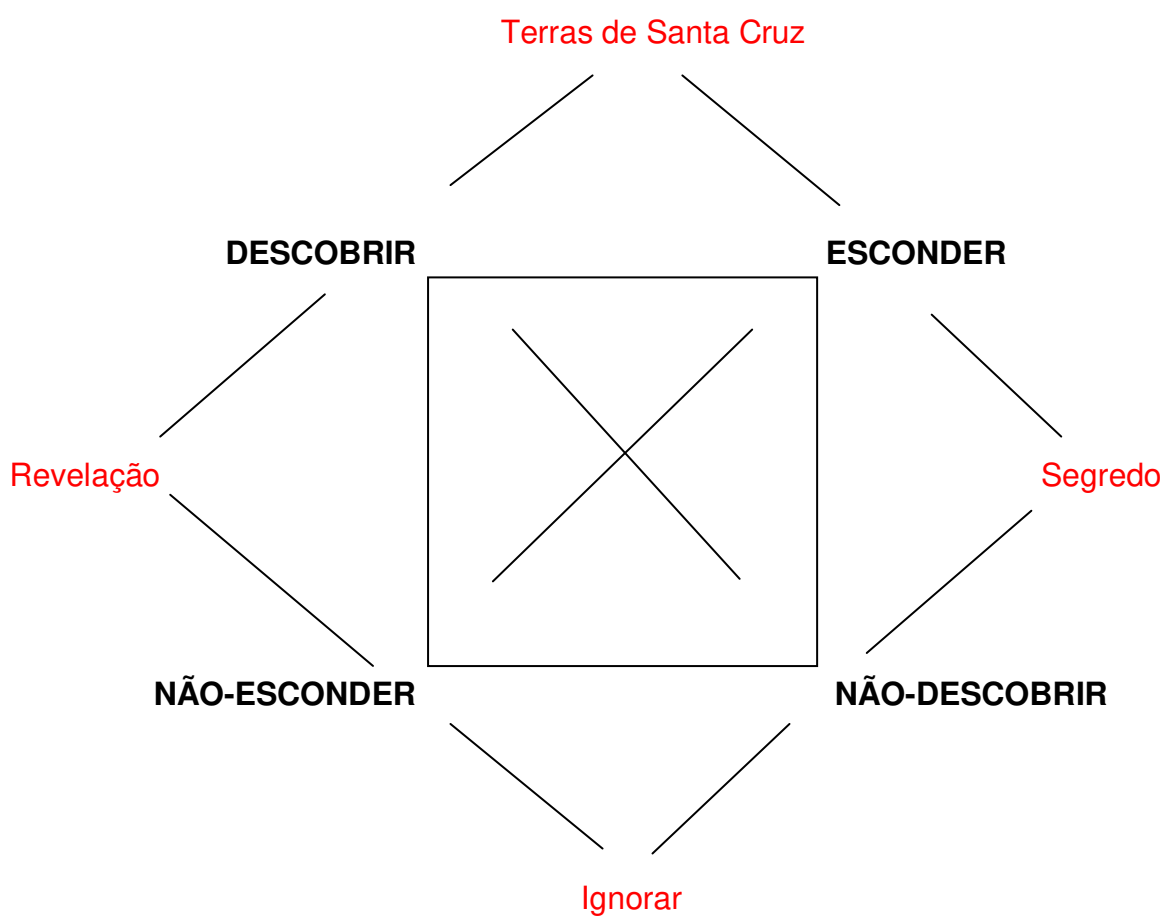 Terras de Santa Cruz
DESCOBRIR
ESCONDER
Revelação
Segredo
NÃO-ESCONDER
NÃO-DESCOBRIR
Ignorar